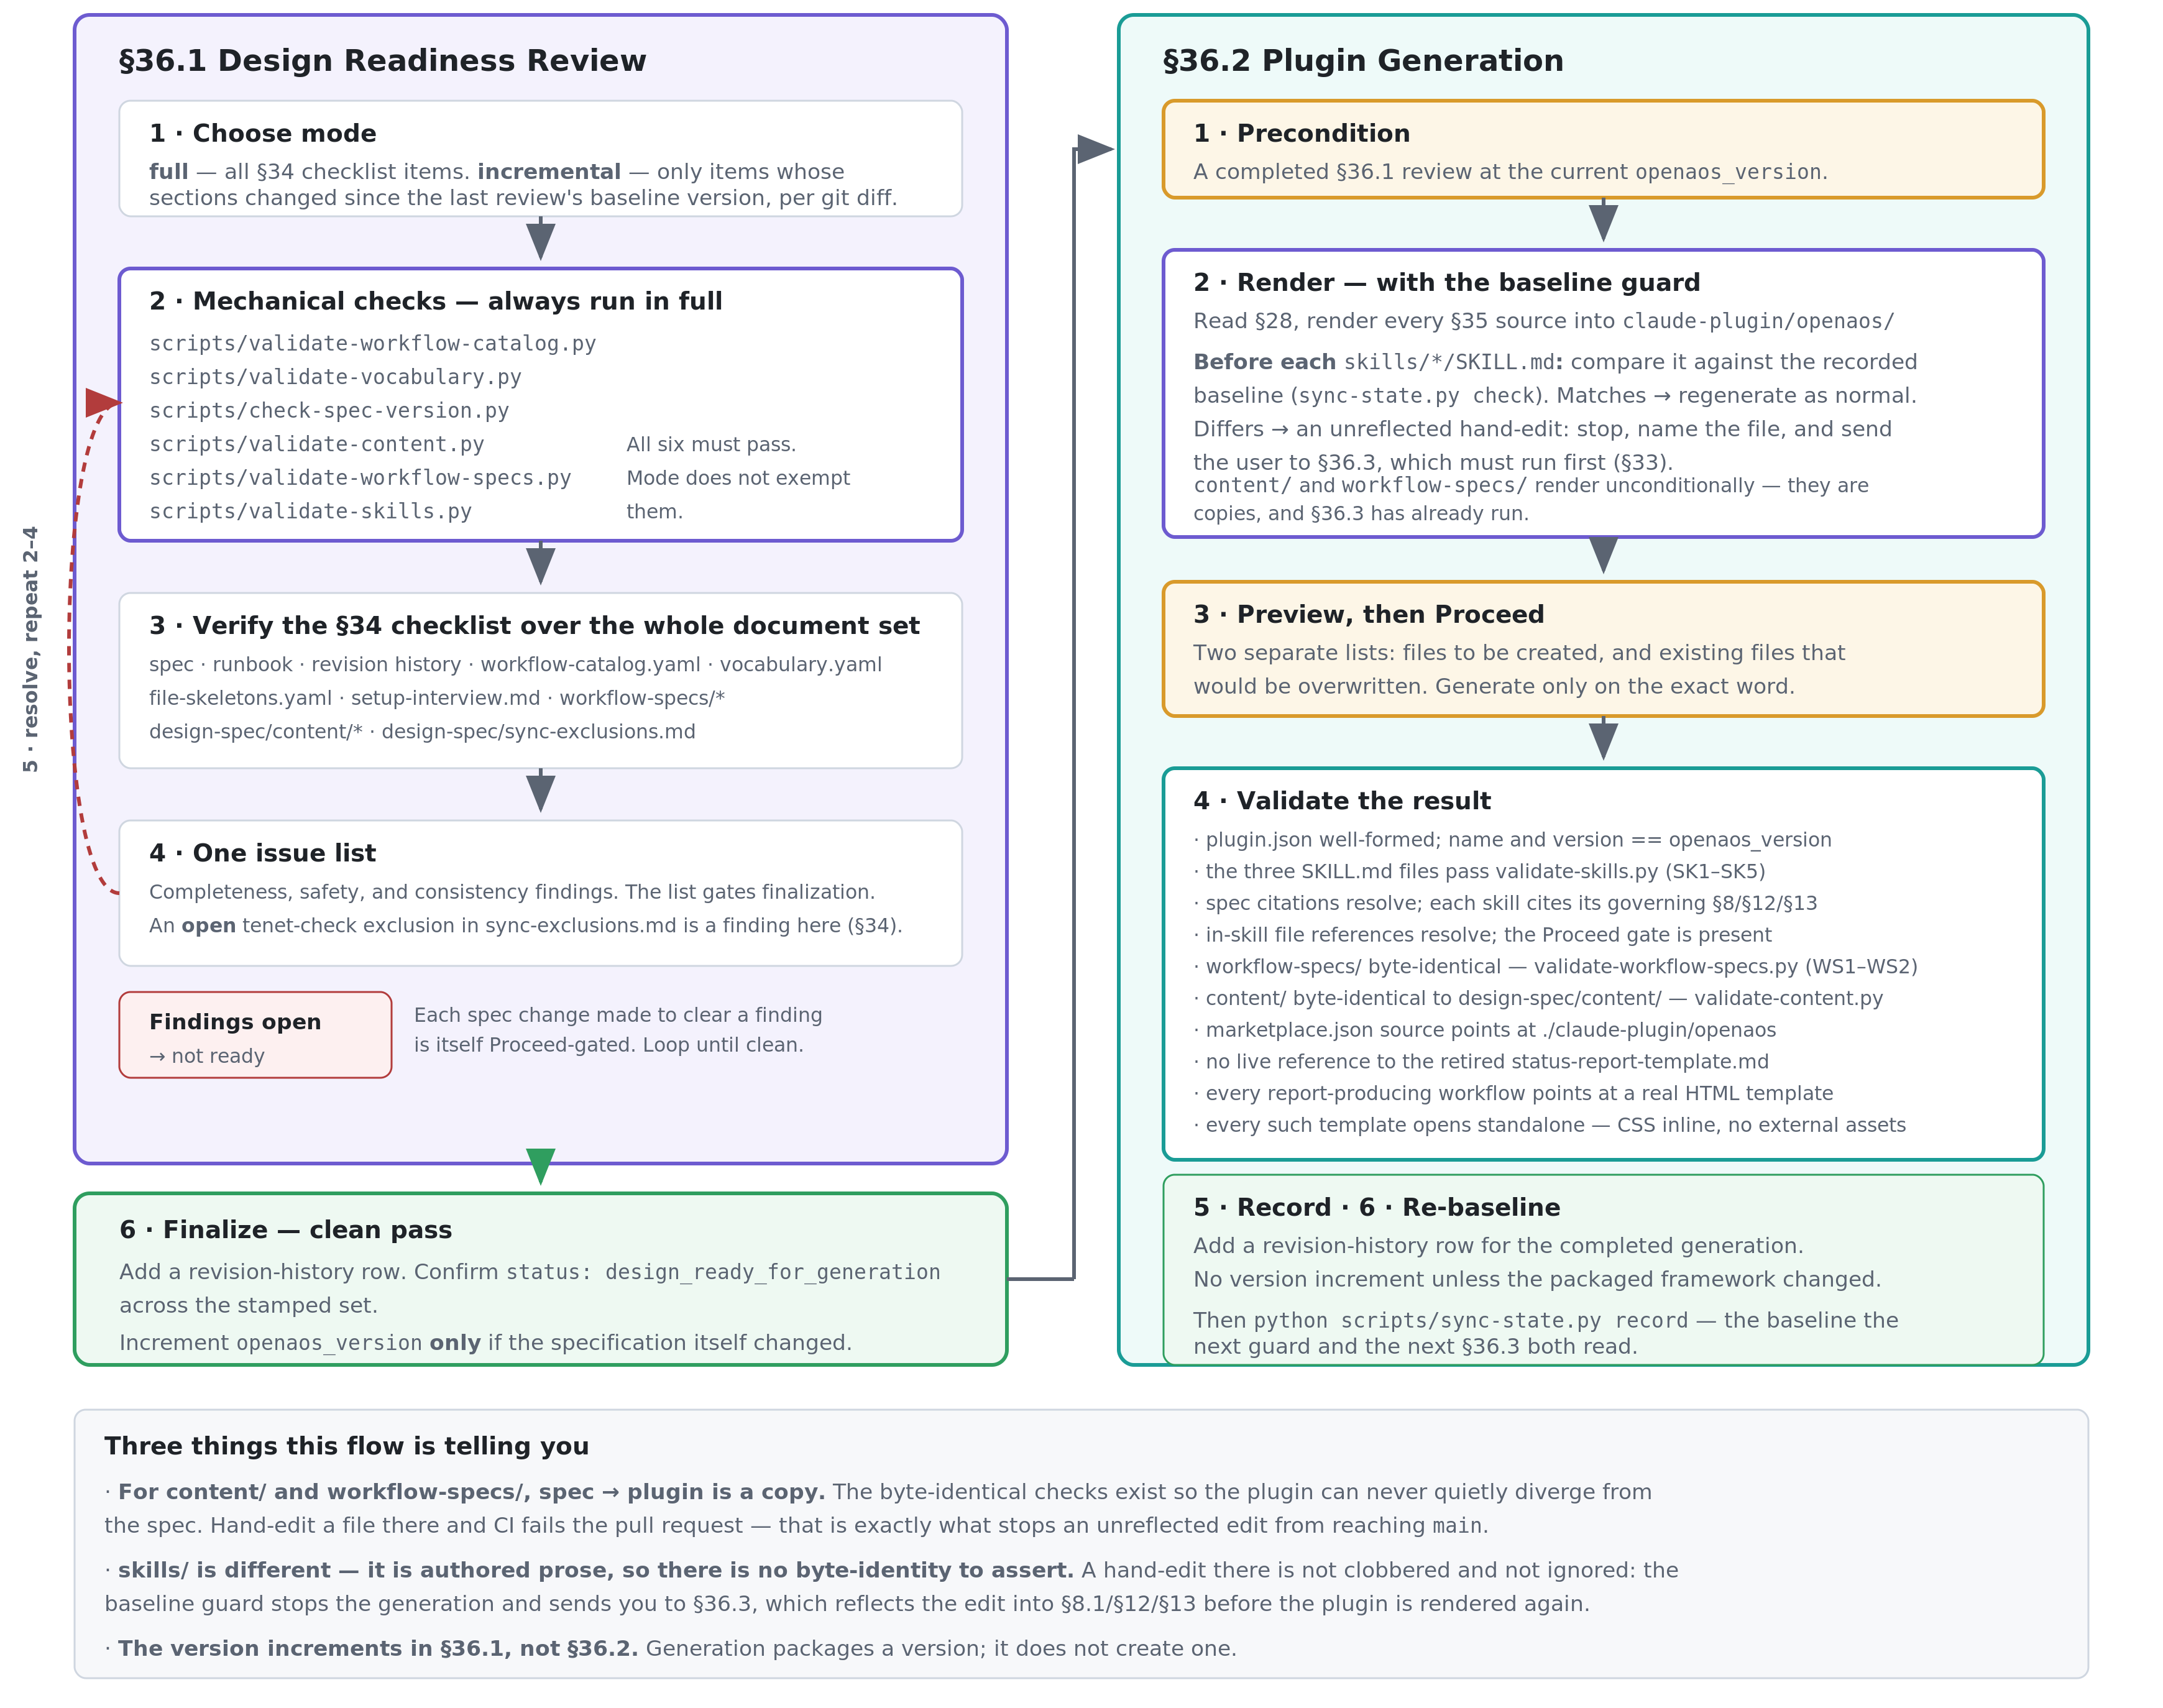 §36.1 Design Readiness Review
1 · Choose mode
full — all §34 checklist items. incremental — only items whose
sections changed since the last review's baseline version, per git diff.
2 · Mechanical checks — always run in full
scripts/validate-workflow-catalog.py
scripts/validate-vocabulary.py
scripts/check-spec-version.py
scripts/validate-content.py
scripts/validate-workflow-specs.py
scripts/validate-skills.py
All six must pass.
Mode does not exempt
them.
3 · Verify the §34 checklist over the whole document set
spec · runbook · revision history · workflow-catalog.yaml · vocabulary.yaml
file-skeletons.yaml · setup-interview.md · workflow-specs/*
design-spec/content/* · design-spec/sync-exclusions.md
4 · One issue list
Completeness, safety, and consistency findings. The list gates finalization.
An open tenet-check exclusion in sync-exclusions.md is a finding here (§34).
5 · resolve, repeat 2–4
Findings open
→ not ready
Each spec change made to clear a finding
is itself Proceed-gated. Loop until clean.
6 · Finalize — clean pass
Add a revision-history row. Confirm status: design_ready_for_generation
across the stamped set.
Increment openaos_version only if the specification itself changed.
§36.2 Plugin Generation
1 · Precondition
A completed §36.1 review at the current openaos_version.
2 · Render — with the baseline guard
Read §28, render every §35 source into claude-plugin/openaos/
Before each skills/*/SKILL.md: compare it against the recorded
baseline (sync-state.py check). Matches → regenerate as normal.
Differs → an unreflected hand-edit: stop, name the file, and send
the user to §36.3, which must run first (§33).
content/ and workflow-specs/ render unconditionally — they are
copies, and §36.3 has already run.
3 · Preview, then Proceed
Two separate lists: files to be created, and existing files that
would be overwritten. Generate only on the exact word.
4 · Validate the result
· plugin.json well-formed; name and version == openaos_version
· the three SKILL.md files pass validate-skills.py (SK1–SK5)
· spec citations resolve; each skill cites its governing §8/§12/§13
· in-skill file references resolve; the Proceed gate is present
· workflow-specs/ byte-identical — validate-workflow-specs.py (WS1–WS2)
· content/ byte-identical to design-spec/content/ — validate-content.py
· marketplace.json source points at ./claude-plugin/openaos
· no live reference to the retired status-report-template.md
· every report-producing workflow points at a real HTML template
· every such template opens standalone — CSS inline, no external assets
5 · Record · 6 · Re-baseline
Add a revision-history row for the completed generation.
No version increment unless the packaged framework changed.
Then python scripts/sync-state.py record — the baseline the
next guard and the next §36.3 both read.
Three things this flow is telling you
· For content/ and workflow-specs/, spec → plugin is a copy. The byte-identical checks exist so the plugin can never quietly diverge from
the spec. Hand-edit a file there and CI fails the pull request — that is exactly what stops an unreflected edit from reaching main.
· skills/ is different — it is authored prose, so there is no byte-identity to assert. A hand-edit there is not clobbered and not ignored: the
baseline guard stops the generation and sends you to §36.3, which reflects the edit into §8.1/§12/§13 before the plugin is rendered again.
· The version increments in §36.1, not §36.2. Generation packages a version; it does not create one.